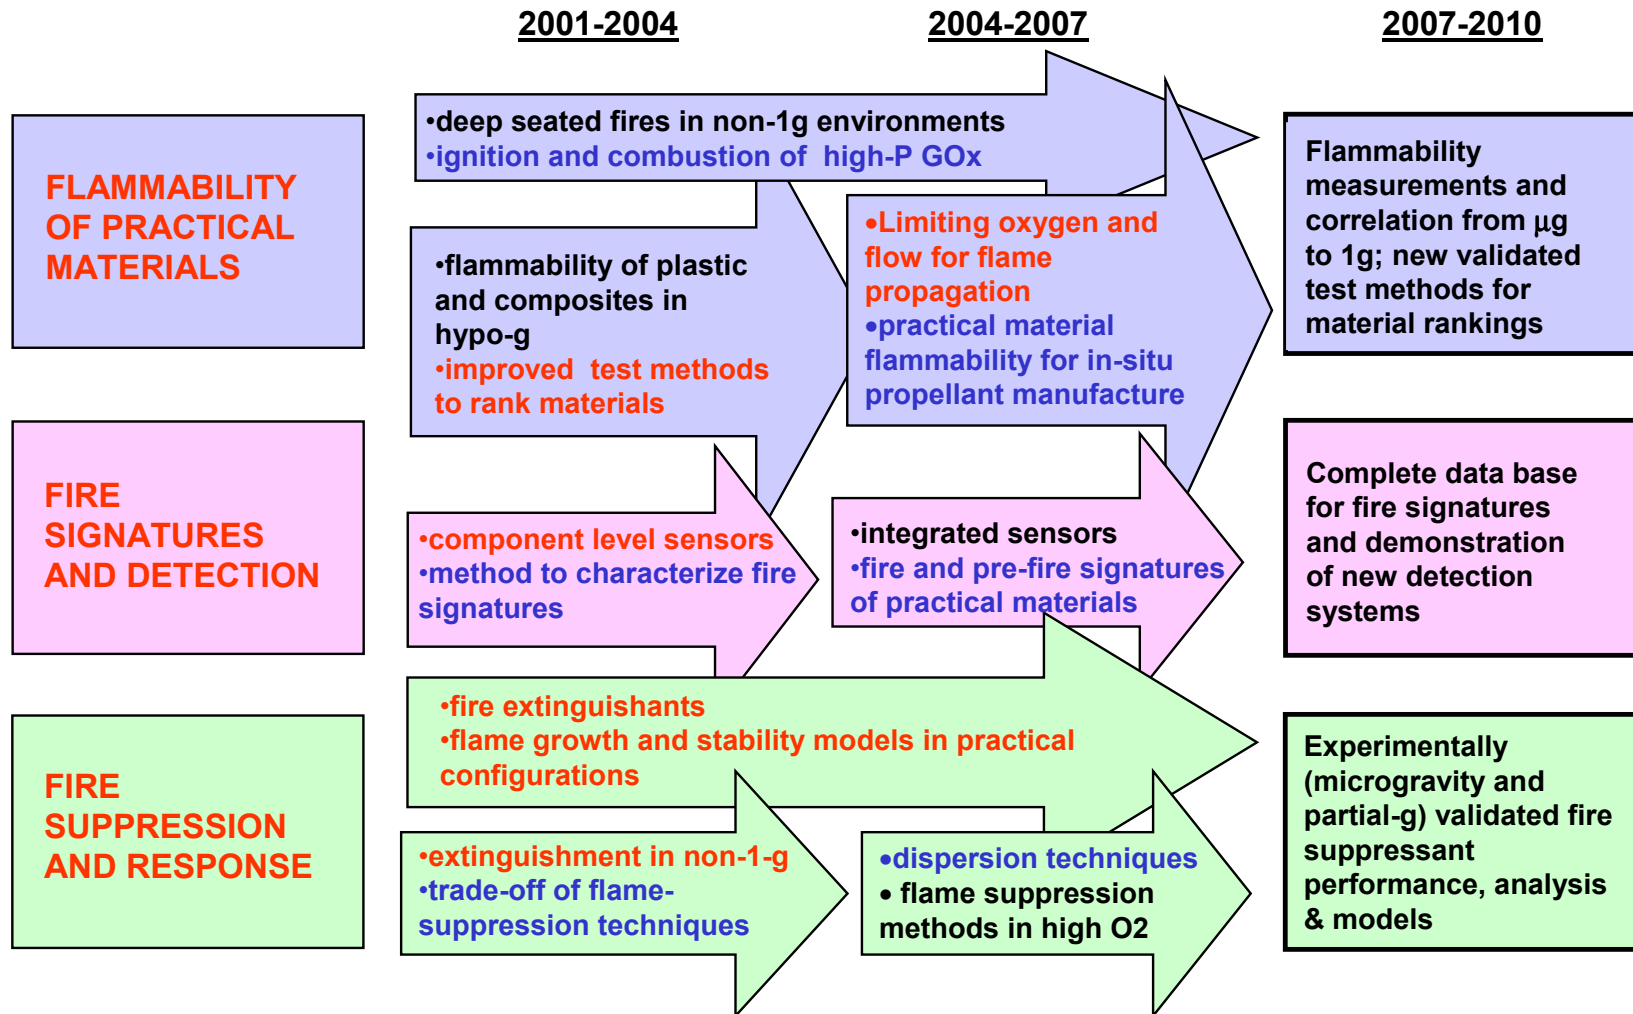 2001-2004
2004-2007
2007-2010
FLAMMABILITY
OF PRACTICAL
MATERIALS
•deep seated fires in non-1g environments
•ignition and combustion of high-P GOx
•flammability of plastic
and composites in
hypo-g
•improved test methods
to rank materials
•Limiting oxygen and
flow for flame
propagation
•practical material
flammability for in-situ
propellant manufacture
Flammability
measurements and
correlation from μg
to 1g; new validated
test methods for
material rankings
FIRE
SIGNATURES
AND DETECTION
•component level sensors
•method to characterize fire
signatures
•integrated sensors
•fire and pre-fire signatures
of practical materials
Complete data base
for fire signatures
and demonstration
of new detection
systems
FIRE
SUPPRESSION
AND RESPONSE
•fire extinguishants
•flame growth and stability models in practical
configurations
•extinguishment in non-1-g
•trade-off of flame-
suppression techniques
•dispersion techniques
• flame suppression
methods in high O2
Experimentally
(microgravity and
partial-g) validated fire
suppressant
performance, analysis
& models